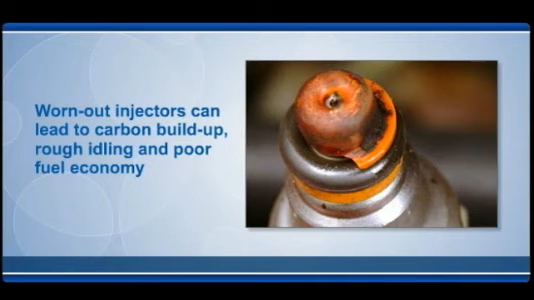 Worn-out injectors can
lead to carbon build-up,
rough idling and poor
fuel economy